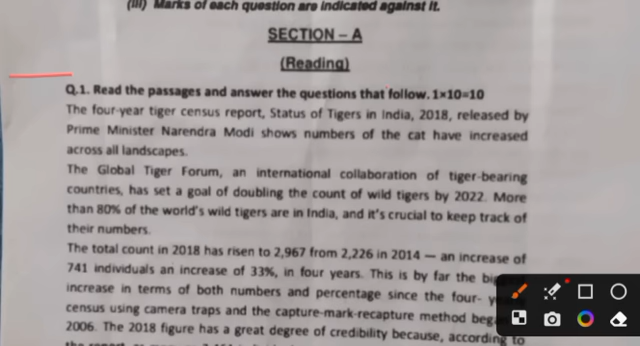 (iii) Marks of each question are indicated against it.
SECTION – A
(Reading)
Q.1. Read the passages and answer the questions that follow. 1×10=10
The four-year tiger census report, Status of Tigers in India, 2018, released by
Prime Minister Narendra Modi shows numbers of the cat have increased
across all landscapes.
The Global Tiger Forum, an international collaboration of tiger-bearing
countries, has set a goal of doubling the count of wild tigers by 2022. More
than 80% of the world's wild tigers are in India, and it's crucial to keep track of
their numbers.
The total count in 2018 has risen to 2,967 from 2,226 in 2014 — an increase of
741 individuals an increase of 33%, in four years. This is by far the
increase in terms of both numbers and percentage since the four-
census using camera traps and the capture-mark-recapture method
2006. The 2018 figure has a great degree of credibility because, according to